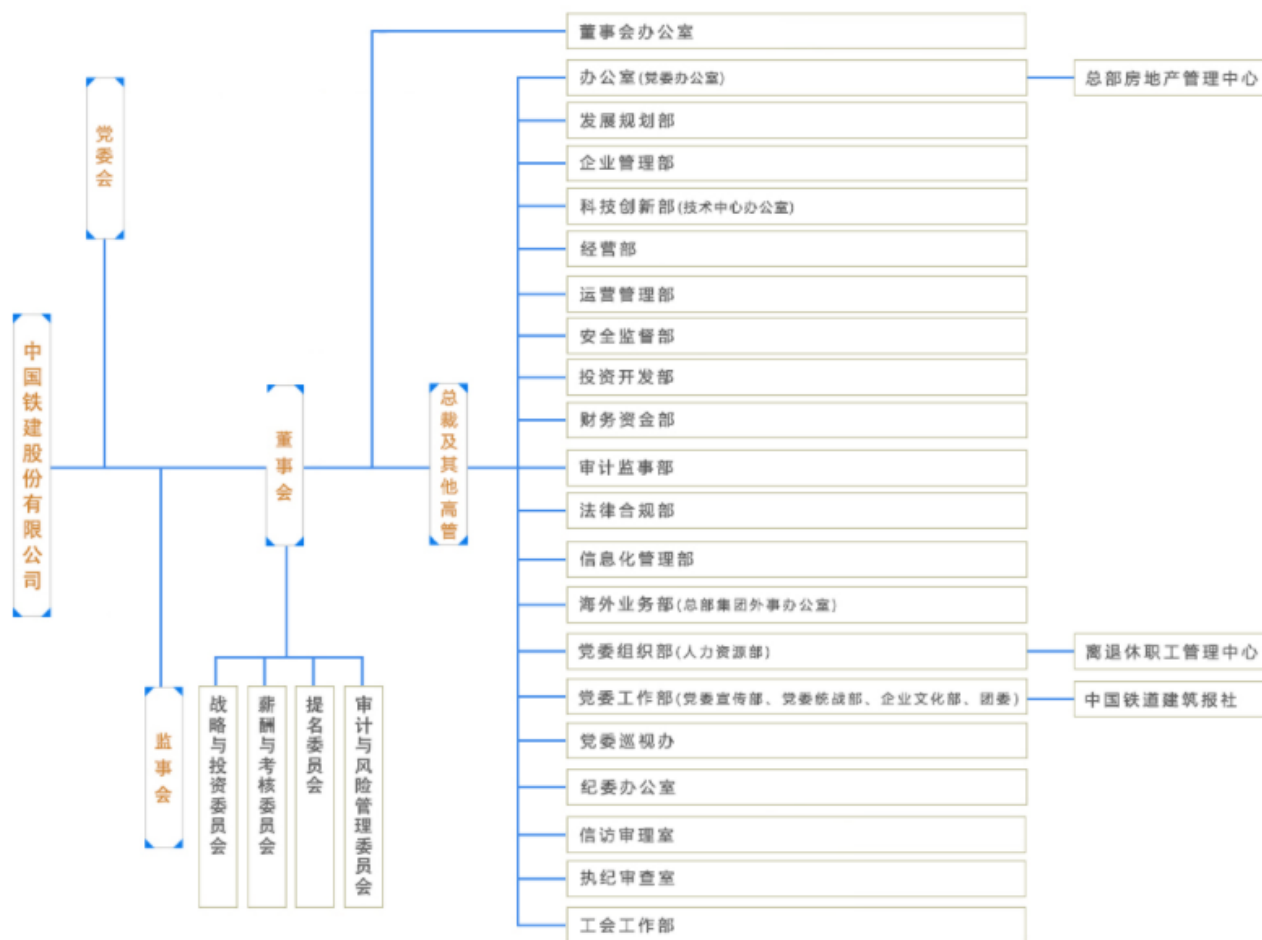 董事会办公室
办公室(党委办公室)
总部房地产管理中心
党委会
发展规划部
企业管理部
科技创新部(技术中心办公室)
经营部
运营管理部
安全监督部
中国铁建股份有限公司
投资开发部
董事会
总裁及其他高管
财务资金部
审计监事部
法律合规部
信息化管理部
海外业务部(总部集团外事办公室)
党委组织部(人力资源部)
离退休职工管理中心
党委工作部(党委宣传部、党委统战部、企业文化部、团委)
中国铁道建筑报社
监事会
战略与投资委员会
薪酬与考核委员会
提名委员会
审计与风险管理委员会
党委巡视办
纪委办公室
信访审理室
执纪审查室
工会工作部